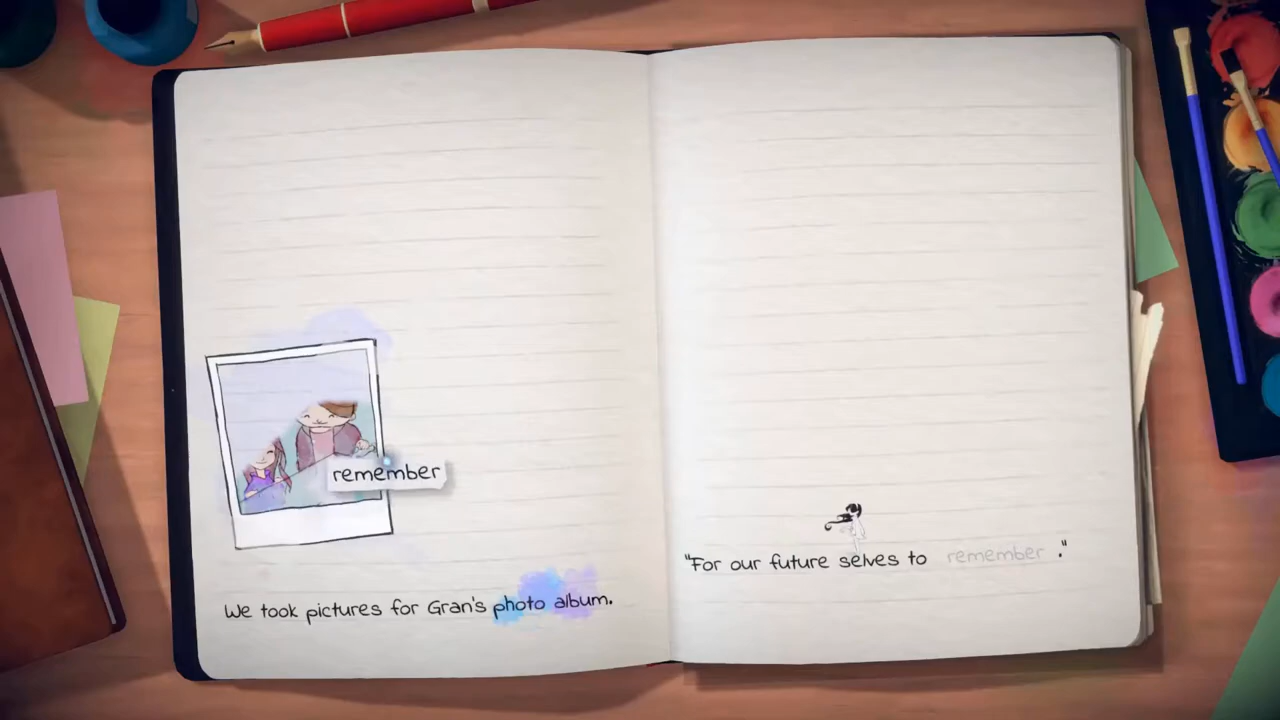 remember
We took pictures for Gran's photo album.
"For our future selves to remember."